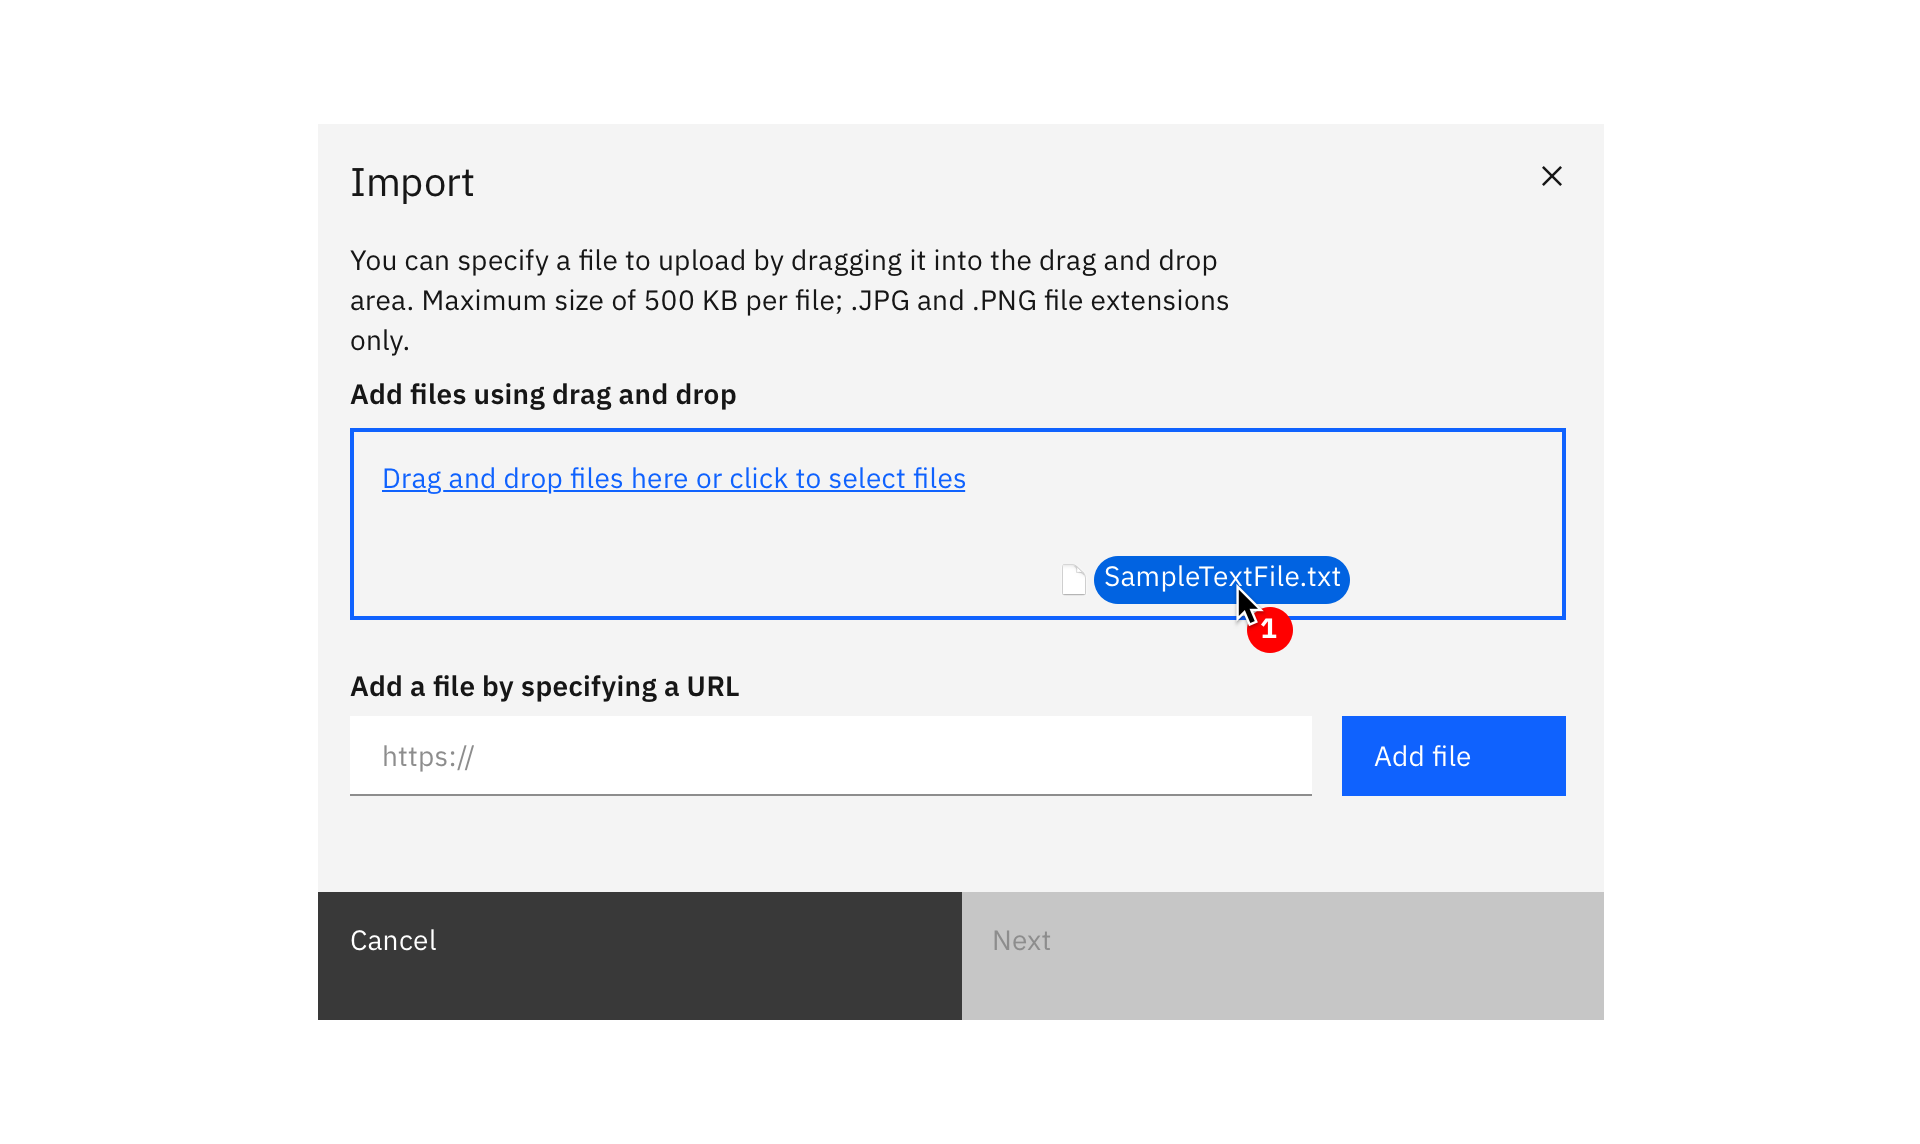 Import
You can specify a file to upload by dragging it into the drag and drop
area. Maximum size of 500 KB per file; .JPG and .PNG file extensions
only.
Add files using drag and drop
Drag and drop files here or click to select files
SampleTextFile.txt
1
Add a file by specifying a URL
https://
Add file
Cancel
Next